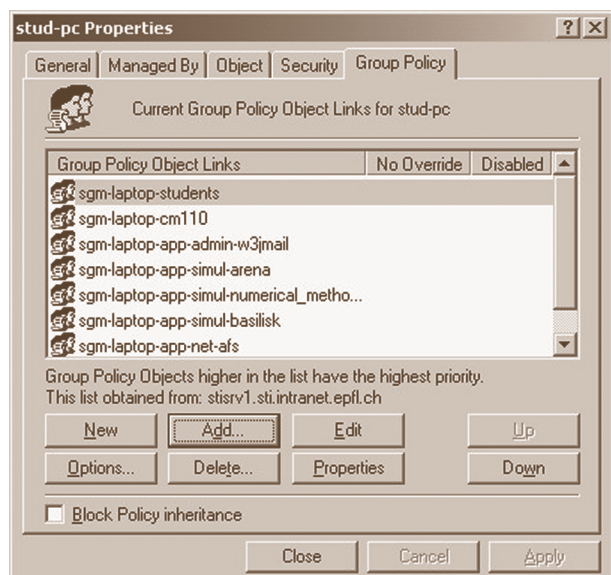 stud-pc Properties
General Managed By Object Security Group Policy
Current Group Policy Object Links for stud-pc
Group Policy Object Links No Override Disabled
sgm-laptop-students
sgm-laptop-cm110
sgm-laptop-app-admin-w3jmail
sgm-laptop-app-simul-arena
sgm-laptop-app-simul-numerical_metho...
sgm-laptop-app-simul-basilisk
sgm-laptop-app-net-afs
Group Policy Objects higher in the list have the highest priority.
This list obtained from: stisrv1.sti.intranet.epfl.ch
New Add... Edit Up
Options... Delete... Properties Down
Block Policy inheritance
Close Cancel Apply